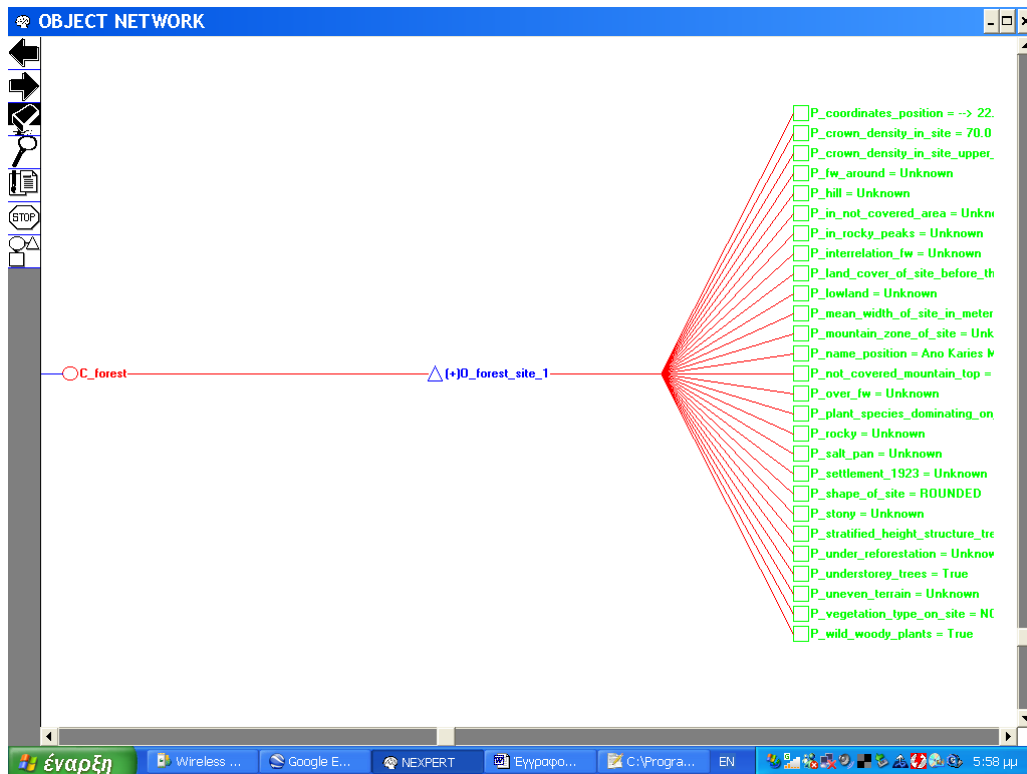 OBJECT NETWORK
P_coordinates_position = --> 22.
P_crown_density_in_site = 70.0
P_crown_density_in_site_upper_
P_fw_around = Unknown
P_hill = Unknown
P_in_not_covered_area = Unkn
P_in_rocky_peaks = Unknown
P_interrelation_fw = Unknown
P_land_cover_of_site_before_th
P_lowland = Unknown
P_mean_width_of_site_in_meter
P_mountain_zone_of_site = Unk
P_name_position = Ano Karies M
C_forest (+)O_forest_site_1 P_not_covered_mountain_top =
P_over_fw = Unknown
P_plant_species_dominating_on_
P_rocky = Unknown
P_salt_pan = Unknown
P_settlement_1923 = Unknown
P_shape_of_site = ROUNDED
P_stony = Unknown
P_stratified_height_structure_tre
P_under_reforestation = Unknow
P_understorey_trees = True
P_uneven_terrain = Unknown
P_vegetation_type_on_site = NO
P_wild_woody_plants = True
STOP
έναρξη Wireless ... Google E... NEXPERT Έγγραφο... C:\Progra... EN 5:58 μμ